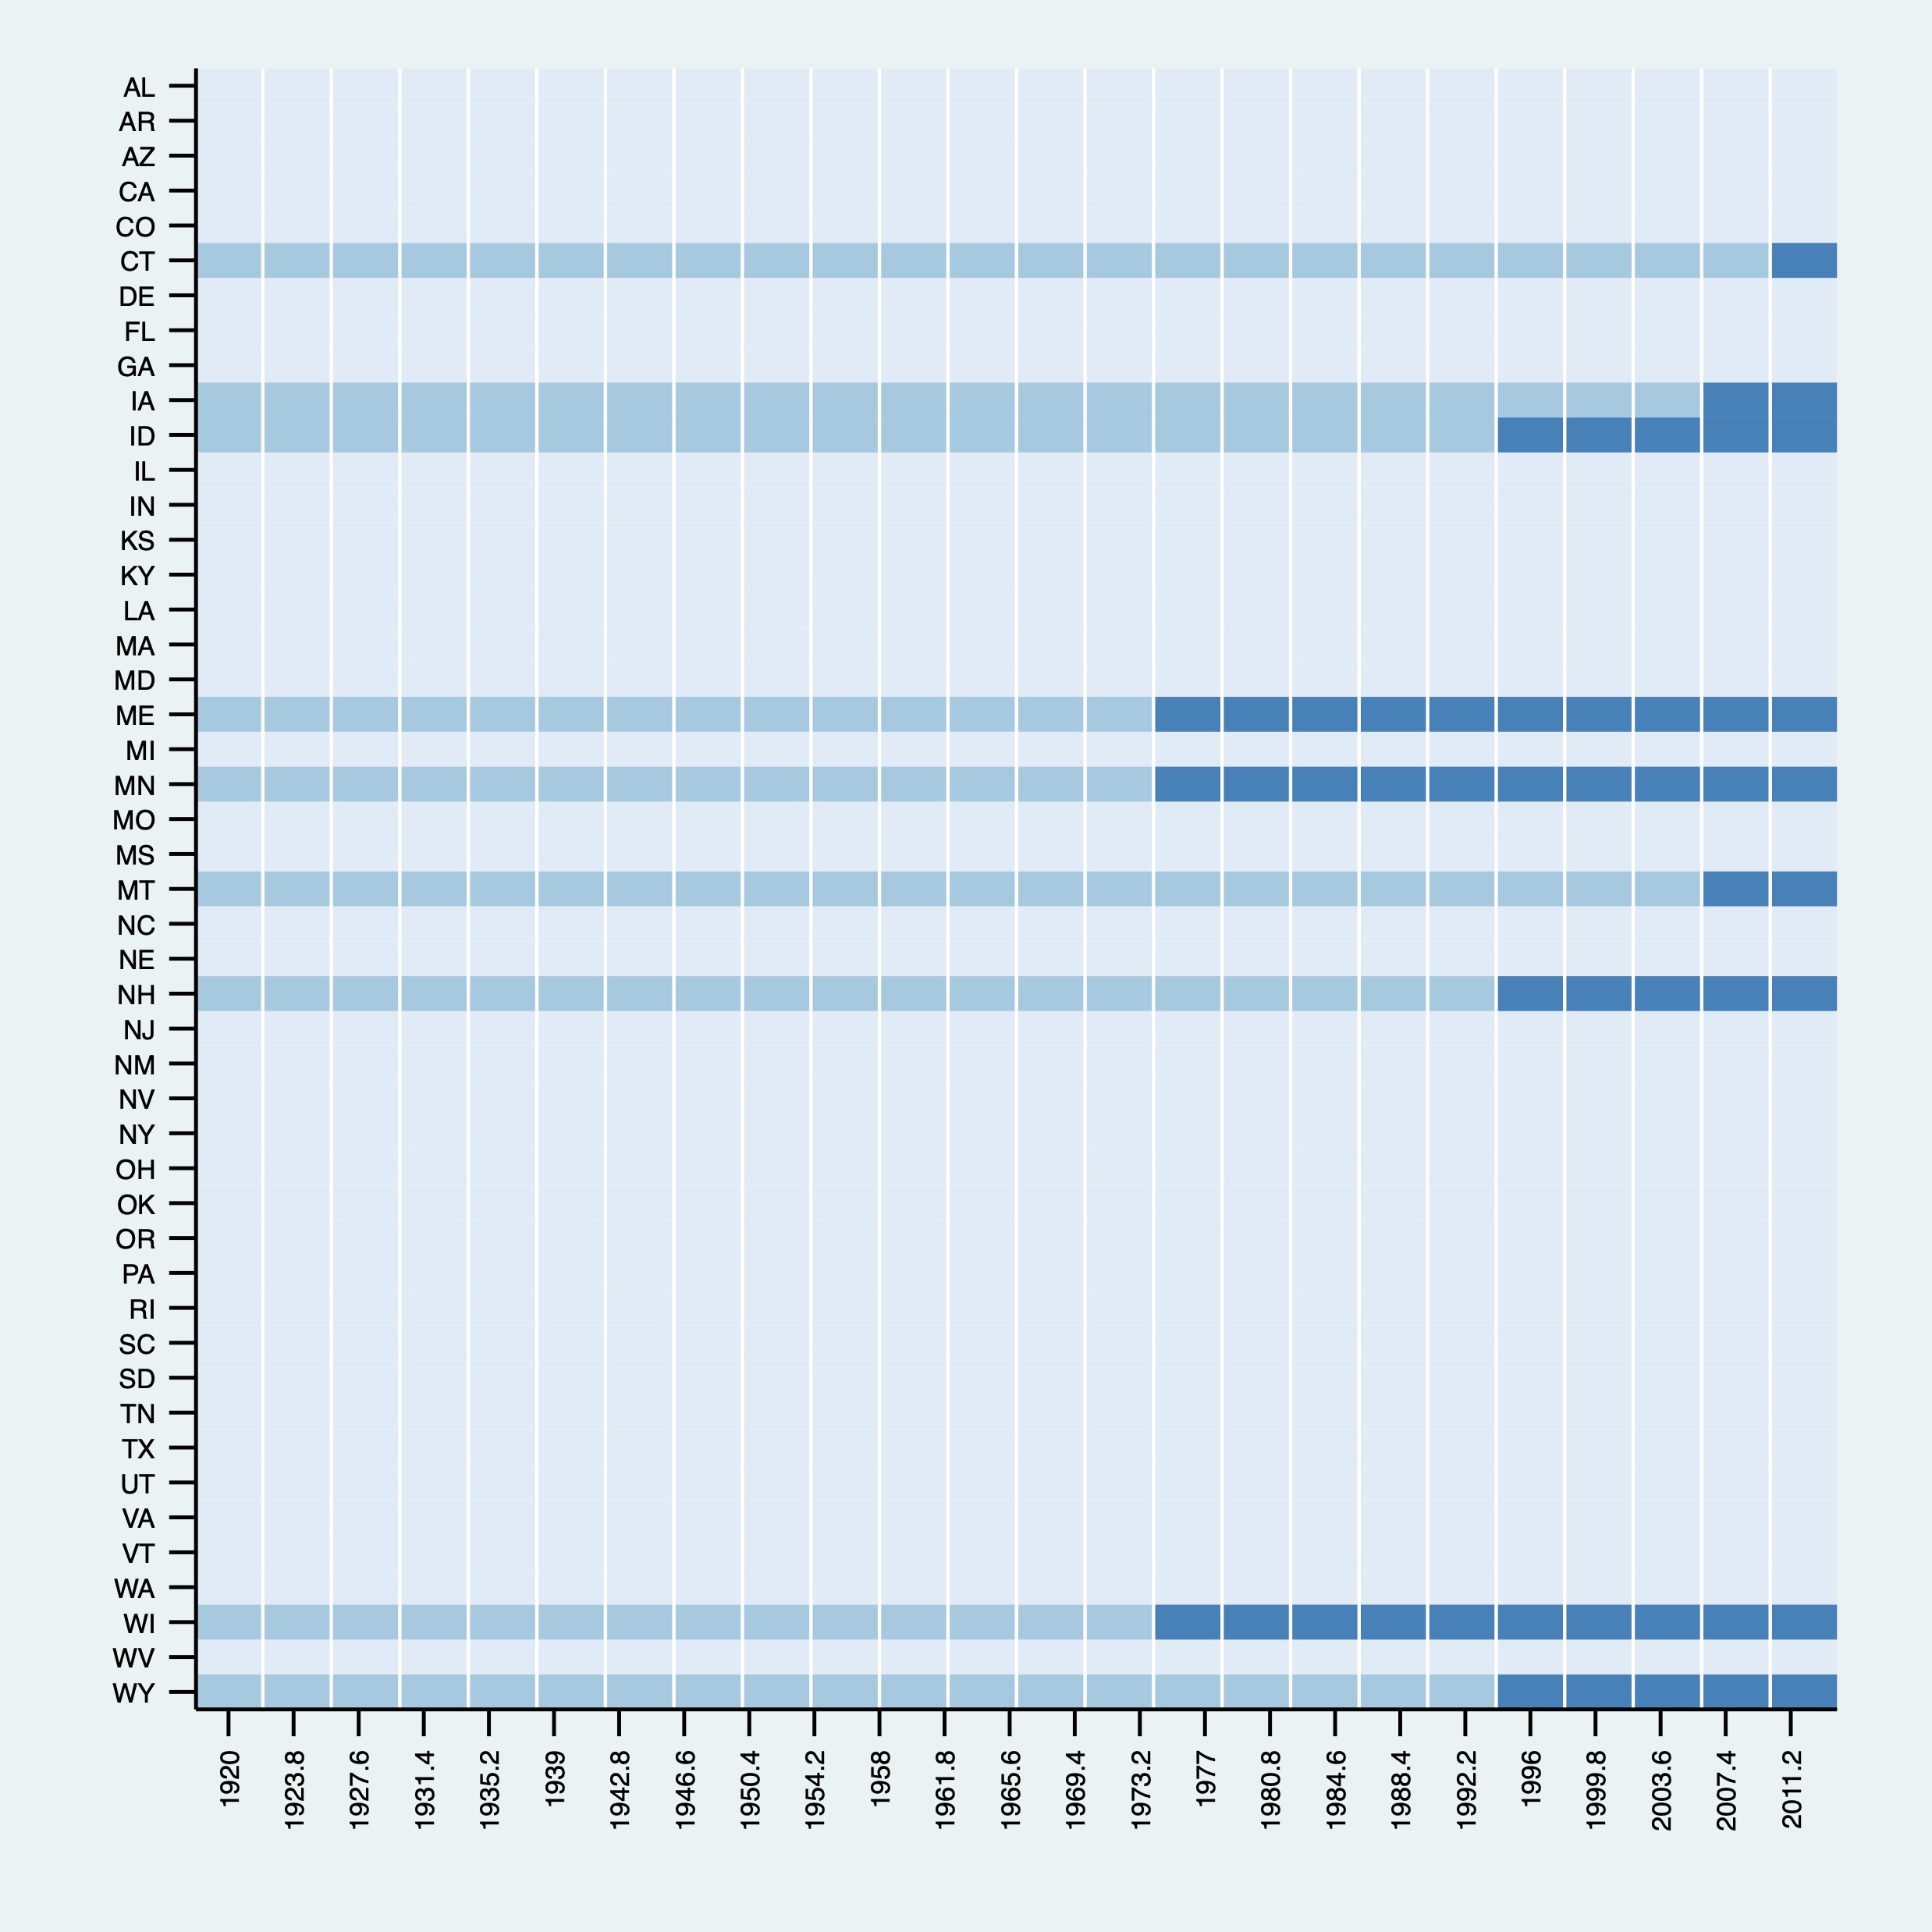 AL
AR
AZ
CA
CO
CT
DE
FL
GA
IA
ID
IL
IN
KS
KY
LA
MA
MD
ME
MI
MN
MO
MS
MT
NC
NE
NH
NJ
NM
NV
NY
OH
OK
OR
PA
RI
SC
SD
TN
TX
UT
VA
VT
WA
WI
WV
WY
1920
1923.8
1927.6
1931.4
1935.2
1939
1942.8
1946.6
1950.4
1954.2
1958
1961.8
1965.6
1969.4
1973.2
1977
1980.8
1984.6
1988.4
1992.2
1996
1999.8
2003.6
2007.4
2011.2